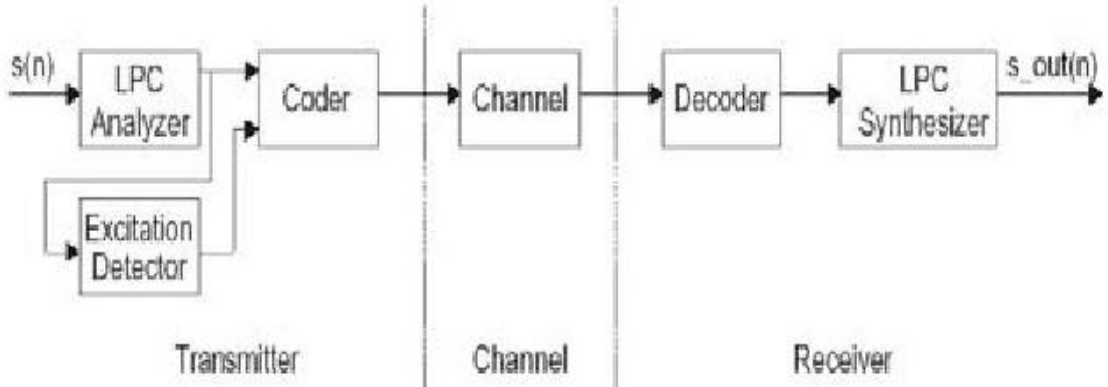 s(n)
LPC
Analyzer
Coder
Channel
Decoder
LPC
Synthesizer
s_out(n)
Excitation
Detector
Transmitter
Channel
Receiver